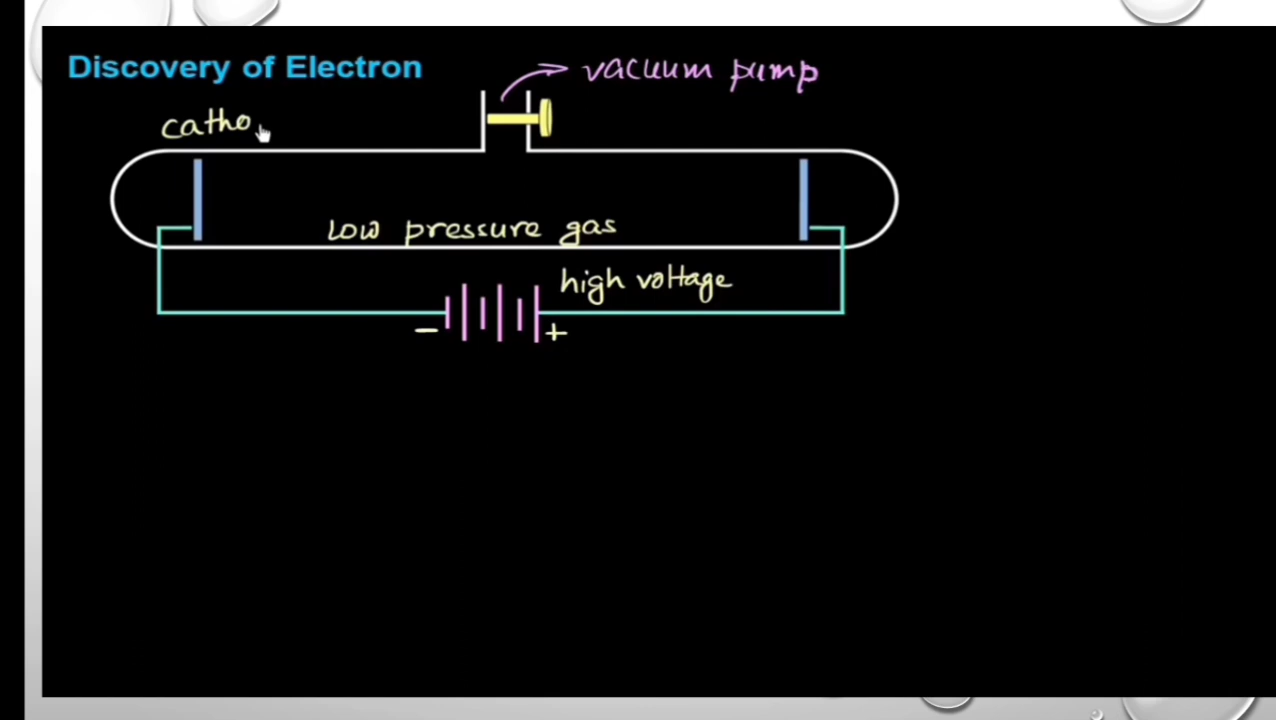 Discovery of Electron
vacuum pump
catho
Low pressure gas
high voltage
− +